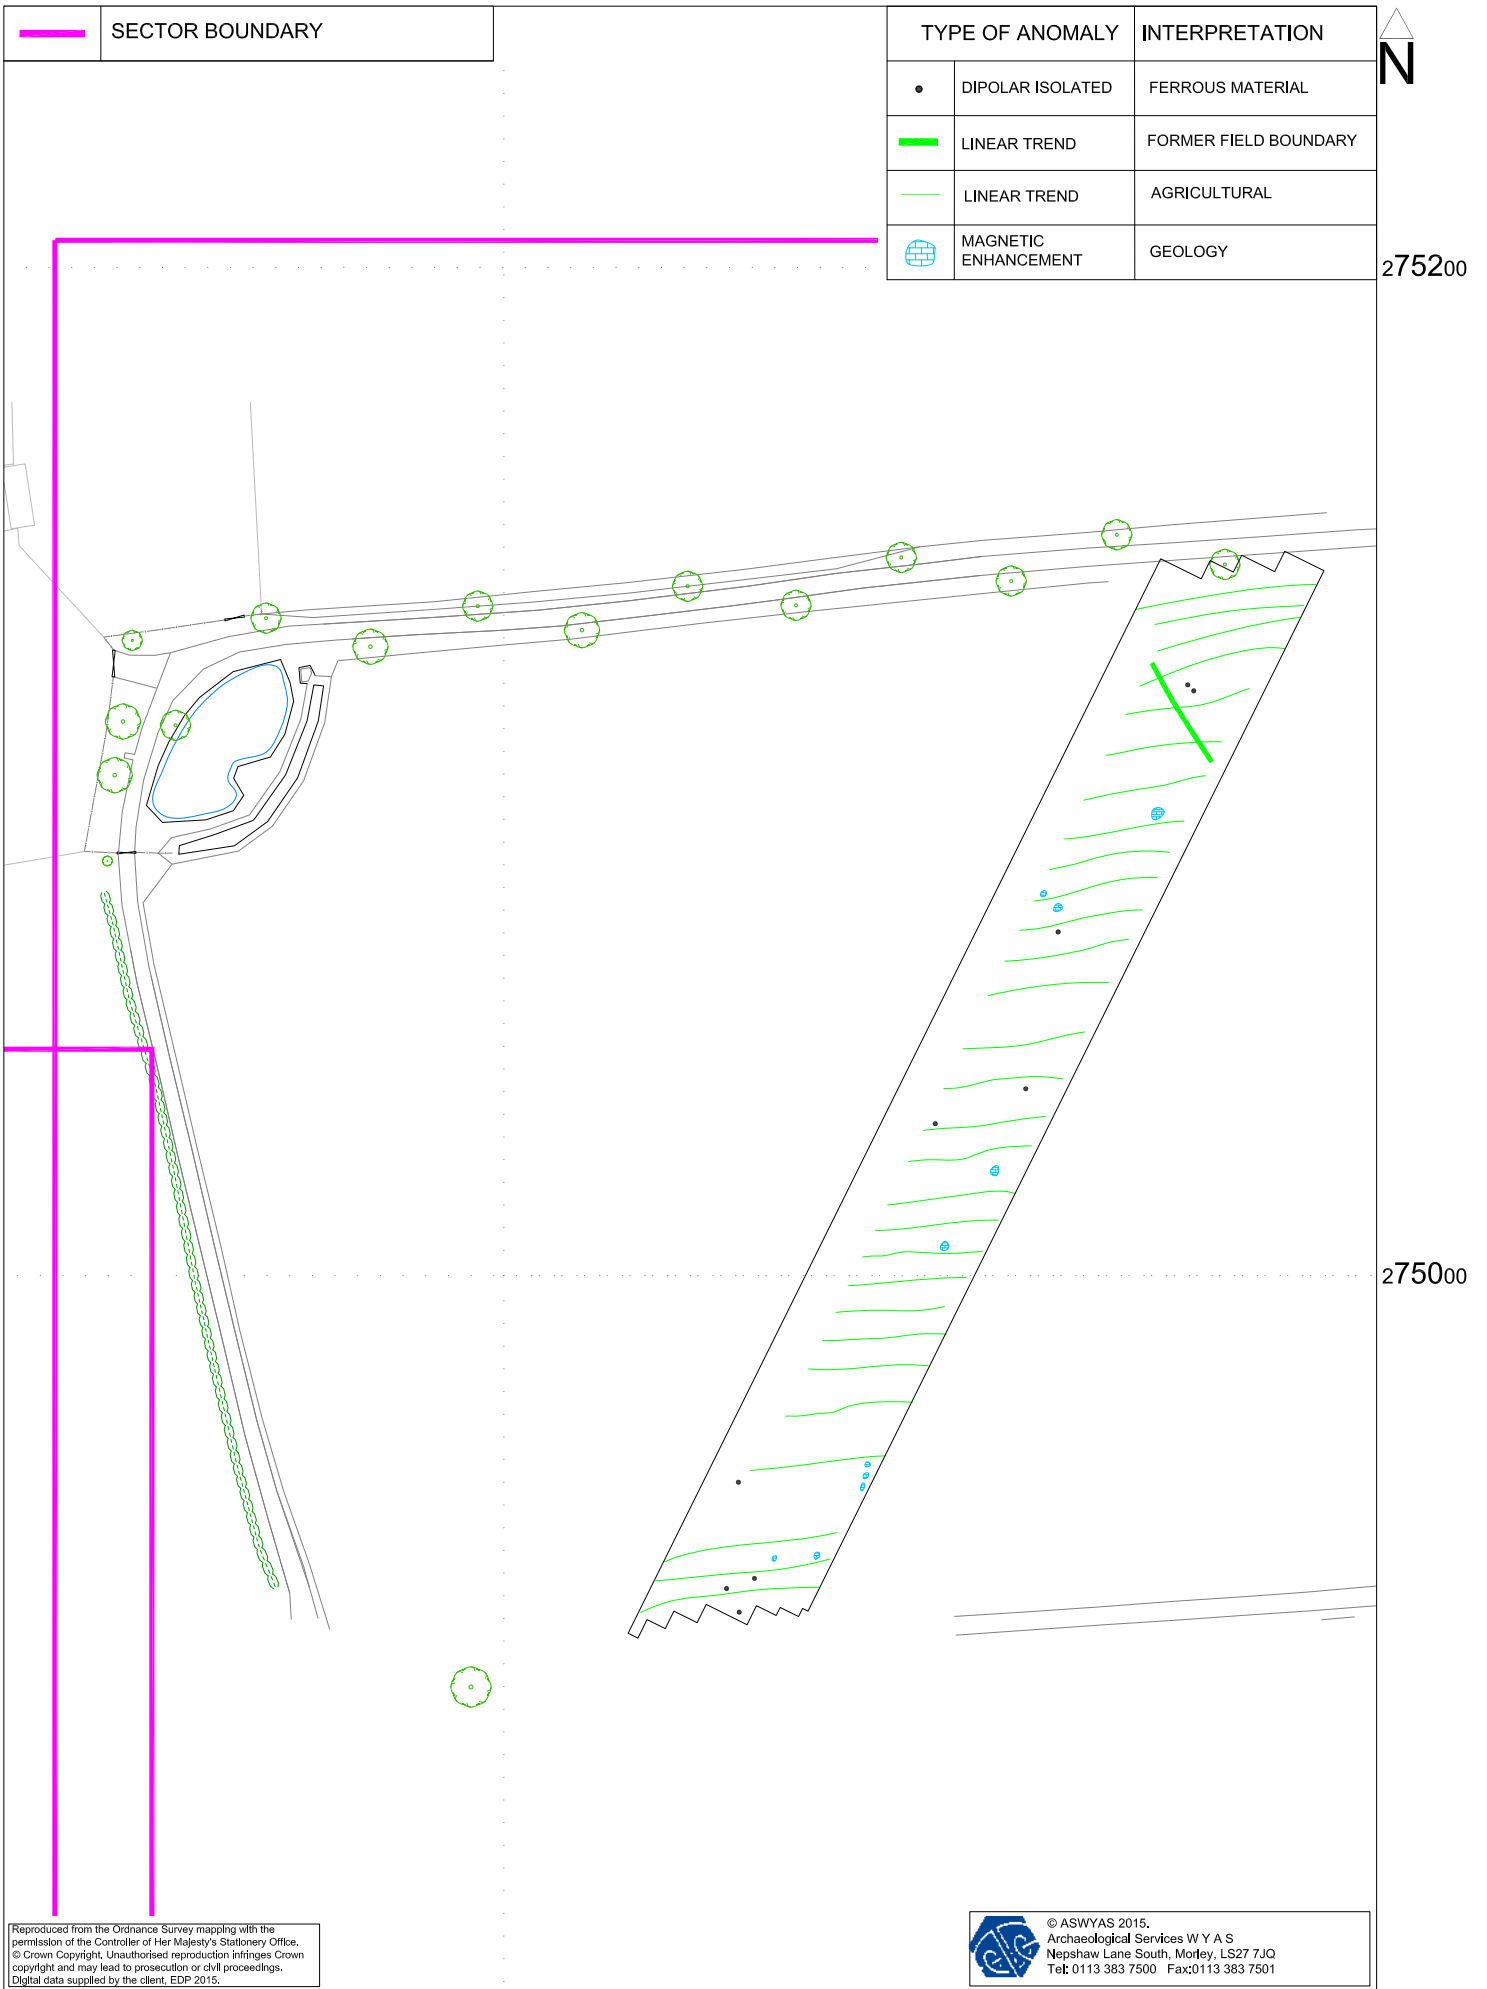 SECTOR BOUNDARY
TYPE OF ANOMALY INTERPRETATION
DIPOLAR ISOLATED FERROUS MATERIAL
LINEAR TREND FORMER FIELD BOUNDARY
LINEAR TREND AGRICULTURAL
MAGNETIC
ENHANCEMENT
GEOLOGY
N
275200
275000
Reproduced from the Ordnance Survey mapping with the
permission of the Controller of Her Majesty's Stationery Office.
© Crown Copyright. Unauthorised reproduction infringes Crown
copyright and may lead to prosecution or civil proceedings.
Digital data supplied by the client, EDP 2015.
© ASWYAS 2015.
Archaeological Services W Y A S
Nepshaw Lane South, Morley, LS27 7JQ
Tel: 0113 383 7500 Fax:0113 383 7501